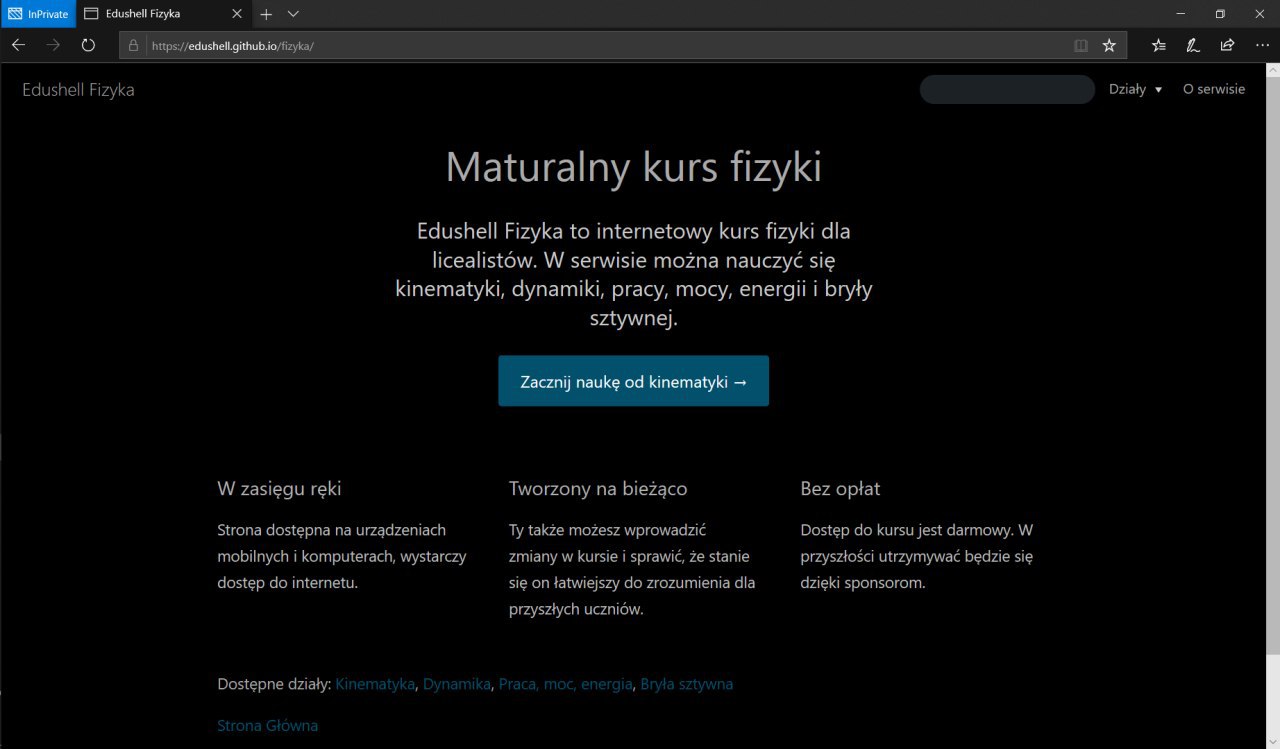 InPrivate
Edushell Fizyka
https://edushell.github.io/fizyka/
Edushell Fizyka
Działy ▼
O serwisie
Maturalny kurs fizyki
Edushell Fizyka to internetowy kurs fizyki dla
licealistów. W serwisie można nauczyć się
kinematyki, dynamiki, pracy, mocy, energii i bryły
sztywnej.
Zacznij naukę od kinematyki →
W zasięgu ręki
Strona dostępna na urządzeniach
mobilnych i komputerach, wystarczy
dostęp do internetu.
Tworzony na bieżąco
Ty także możesz wprowadzić
zmiany w kursie i sprawić, że stanie
się on łatwiejszy do zrozumienia dla
przyszłych uczniów.
Bez opłat
Dostęp do kursu jest darmowy. W
przyszłości utrzymywać będzie się
dzięki sponsorom.
Dostępne działy: Kinematyka, Dynamika, Praca, moc, energia, Bryła sztywna
Strona Główna